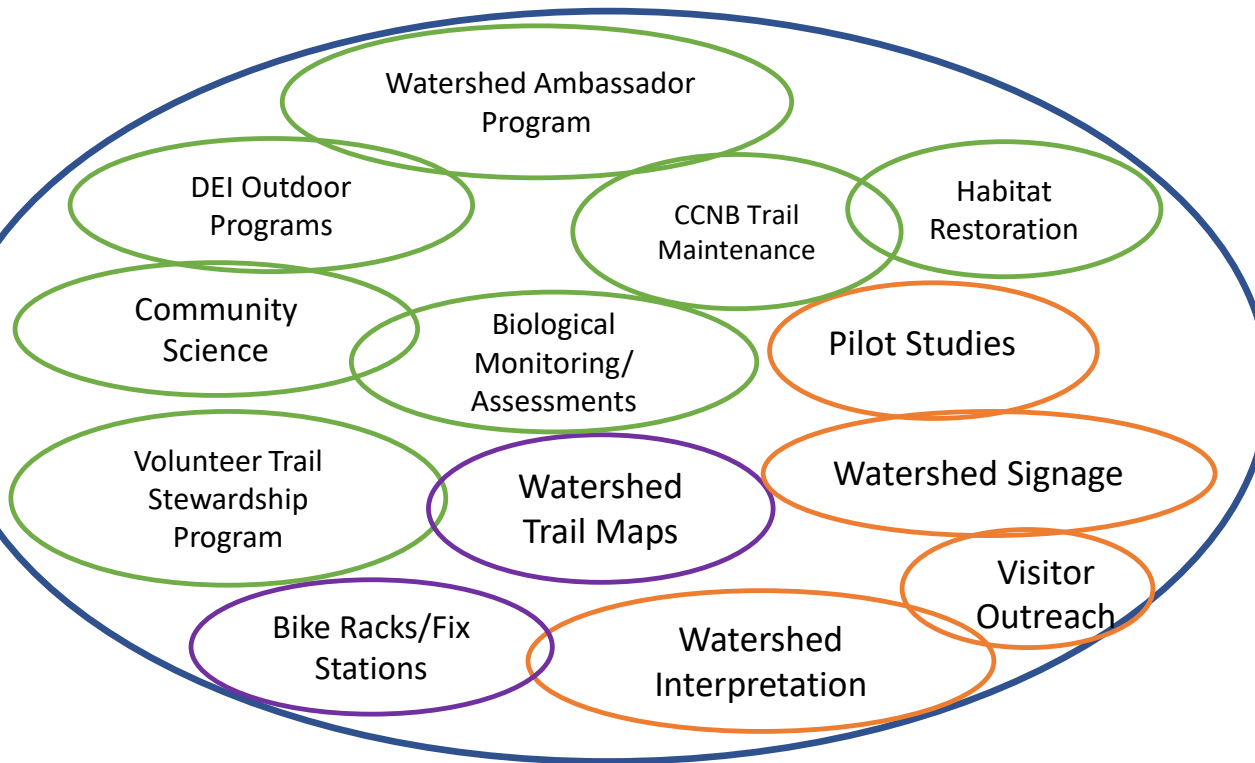 Watershed Ambassador
Program
DEI Outdoor
Programs
CCNB Trail
Maintenance
Habitat
Restoration
Community
Science
Biological
Monitoring/
Assessments
Pilot Studies
Volunteer Trail
Stewardship
Program
Watershed
Trail Maps
Watershed Signage
Visitor
Outreach
Bike Racks/Fix
Stations
Watershed
Interpretation